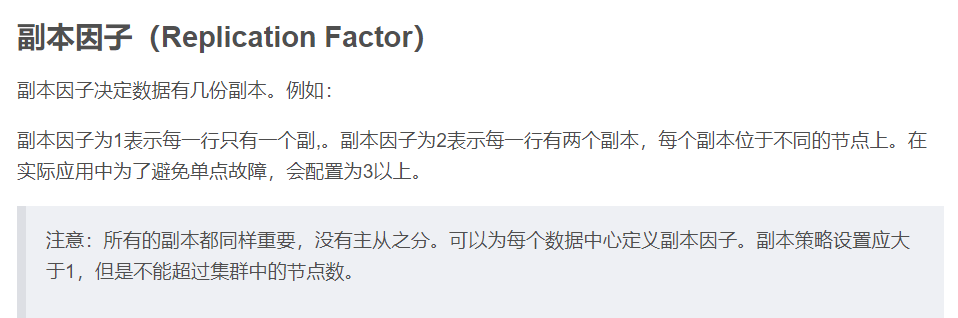 副本因子（Replication Factor）
副本因子决定数据有几份副本。例如：
副本因子为1表示每一行只有一个副,。副本因子为2表示每一行有两个副本，每个副本位于不同的节点上。在
实际应用中为了避免单点故障，会配置为3以上。
注意：所有的副本都同样重要，没有主从之分。可以为每个数据中心定义副本因子。副本策略设置应大
于1，但是不能超过集群中的节点数。